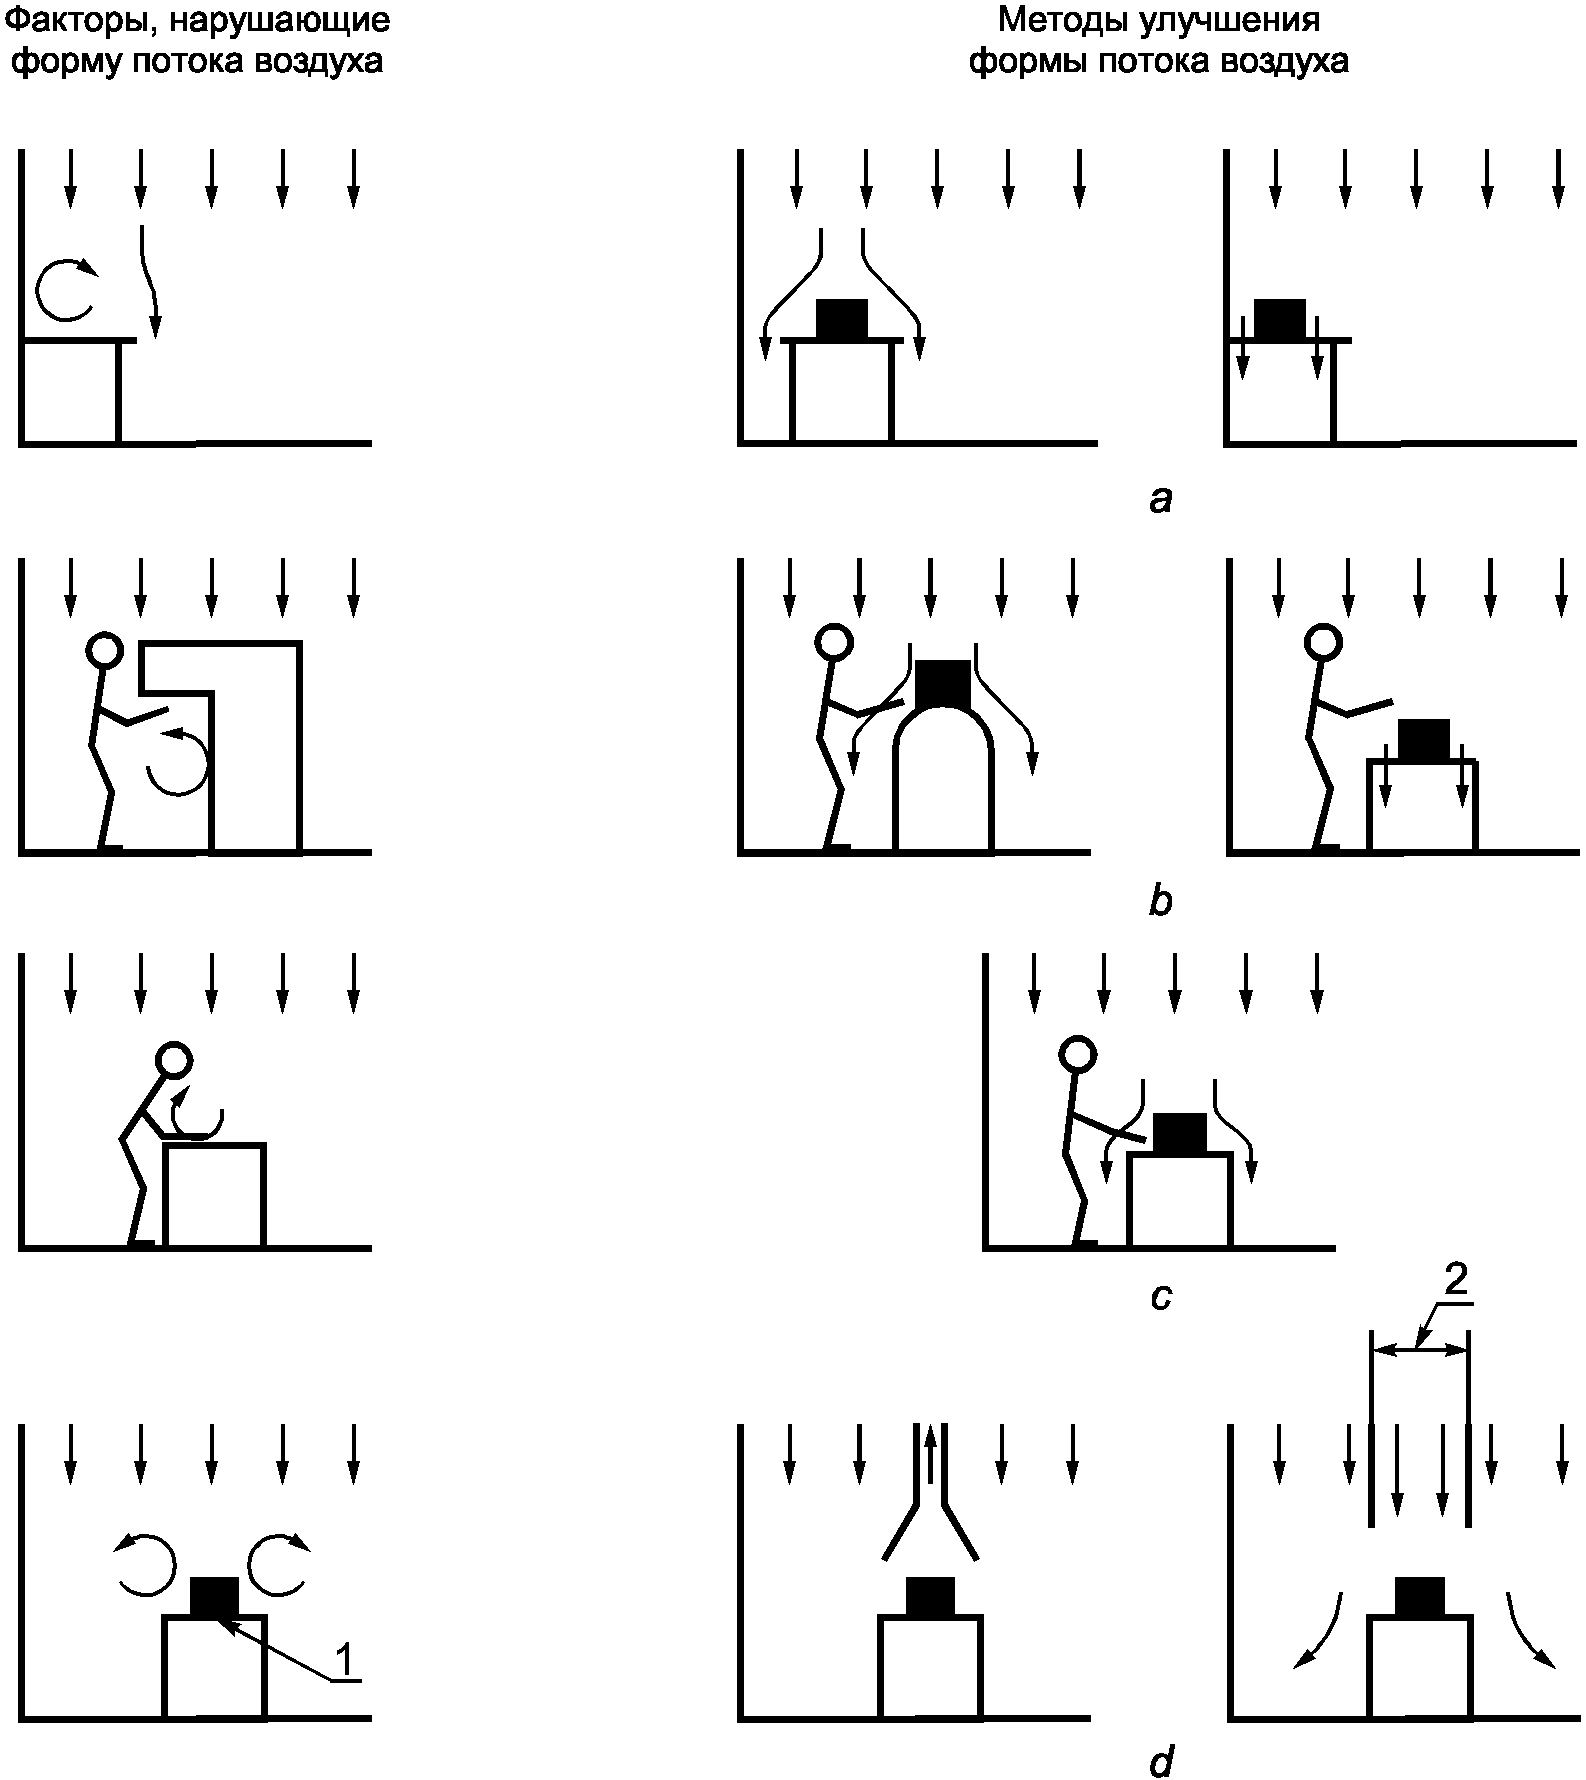 Факторы, нарушающие
форму потока воздуха
Методы улучшения
формы потока воздуха
a
b
c
2
1
d